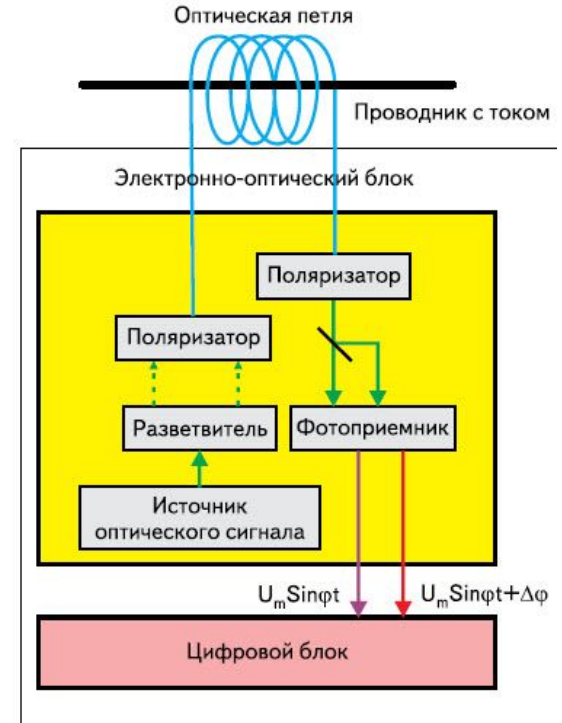 Оптическая петля
Проводник с током
Электронно-оптический блок
Поляризатор
Поляризатор
Разветвитель
Фотоприемник
Источник
оптического сигнала
UmSinφt
UmSinφt+Δφ
Цифровой блок